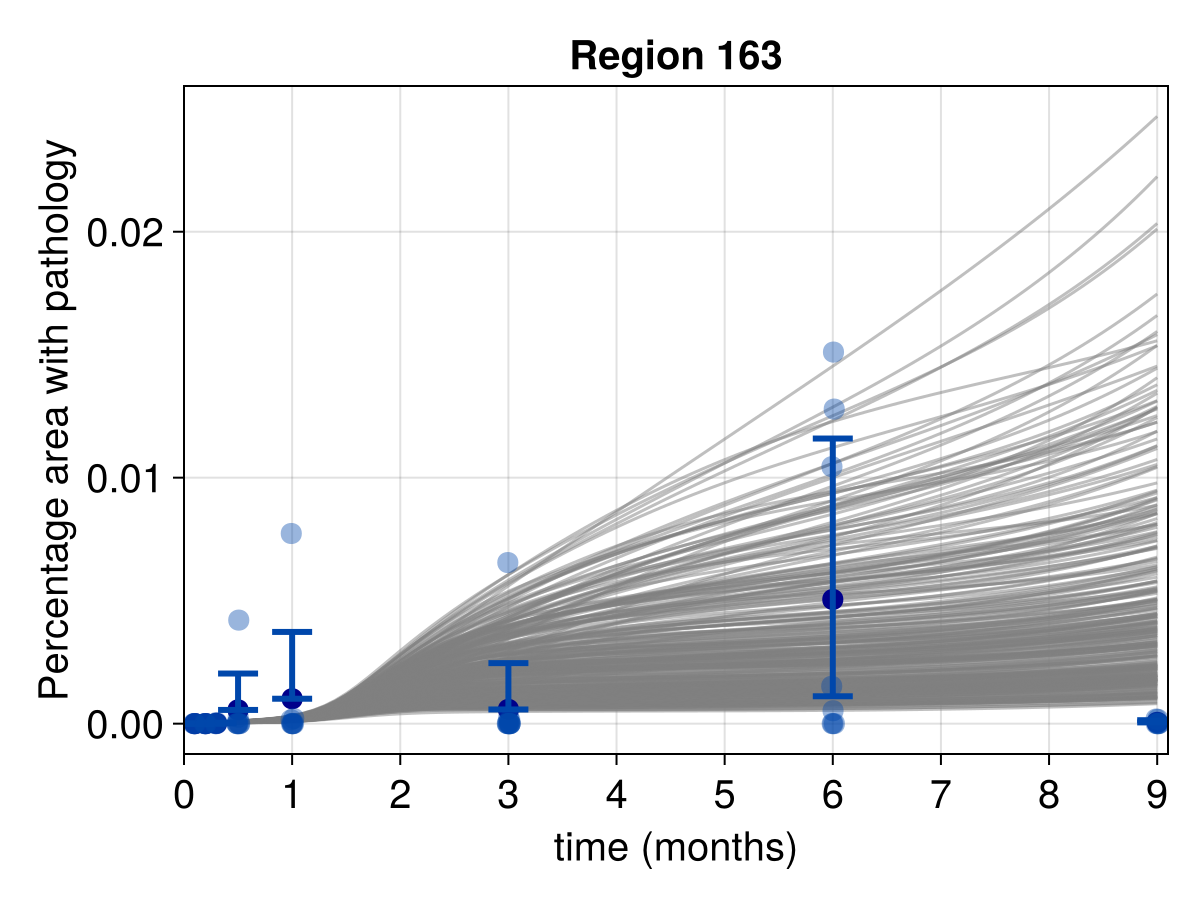 Region 163
Percentage area with pathology
0.02
0.01
0.00
0 1 2 3 4 5 6 7 8 9
time (months)